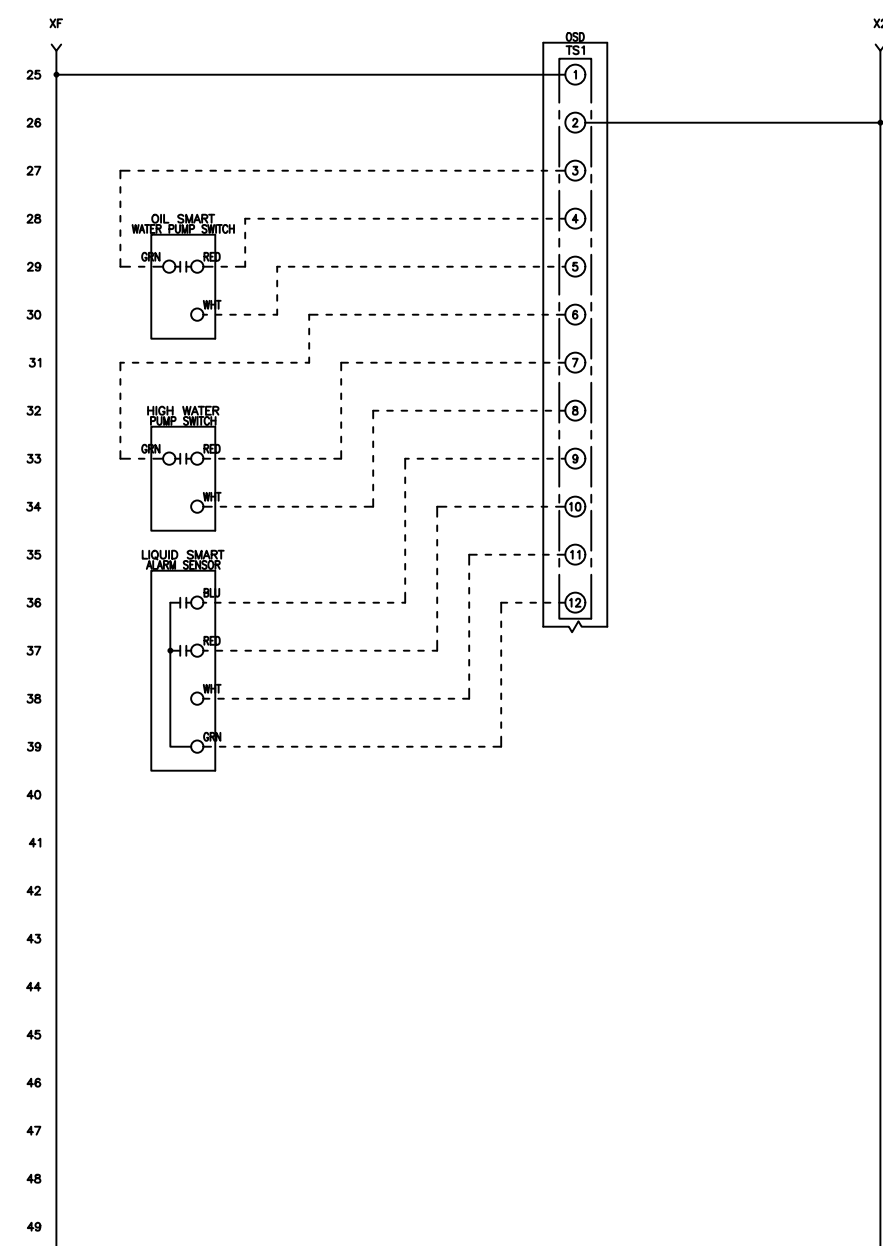 XF
X2
OSD
TS1
25
1
26
2
27
3
28
OIL SMART
WATER PUMP SWITCH
4
29
GRN
RED
5
30
WHT
6
31
7
32
HIGH WATER
PUMP SWITCH
8
33
GRN
RED
9
34
WHT
10
35
LIQUID SMART
ALARM SENSOR
11
36
BLU
12
37
RED
38
WHT
39
GRN
40
41
42
43
44
45
46
47
48
49